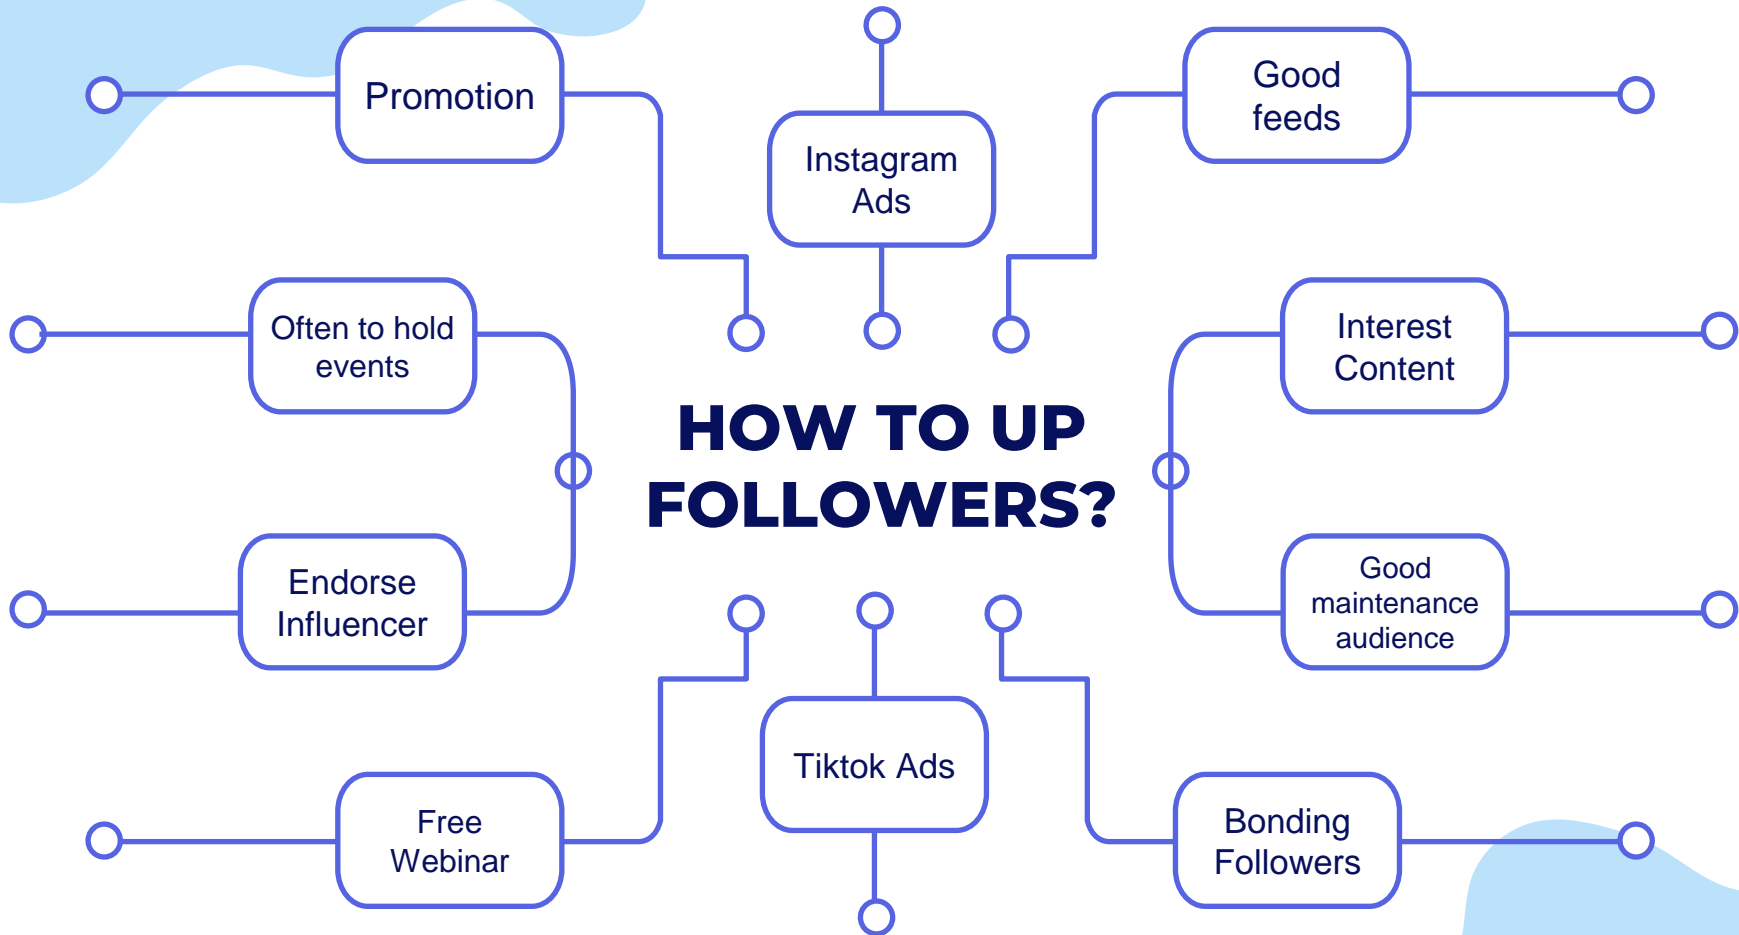 Promotion
Instagram
Ads
Good
feeds
Often to hold
events
Interest
Content
HOW TO UP
FOLLOWERS?
Endorse
Influencer
Good
maintenance
audience
Free
Webinar
Tiktok Ads
Bonding
Followers